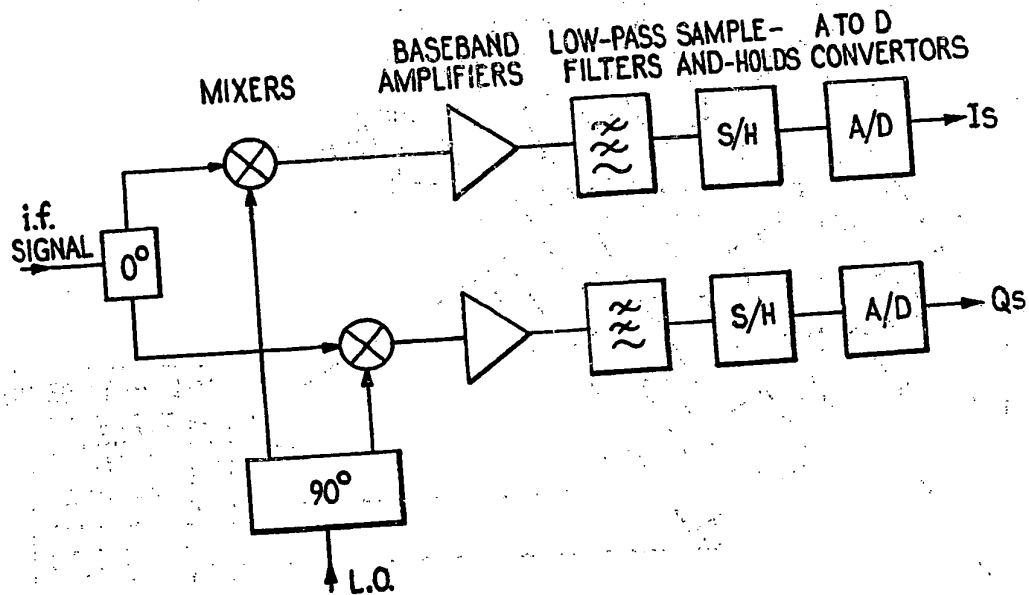 MIXERS
BASEBAND
AMPLIFIERS
LOW-PASS
FILTERS
SAMPLE-
AND-HOLDS
A TO D
CONVERTORS
S/H
A/D
Is
i.f.
SIGNAL
0°
S/H
A/D
Qs
90°
L.O.